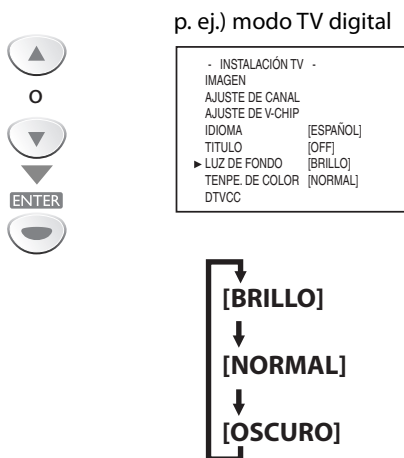 p. ej.) modo TV digital
- INSTALACIÓN TV -
IMAGEN
AJUSTE DE CANAL
AJUSTE DE V-CHIP
IDIOMA [ESPAÑOL]
TITULO [OFF]
►LUZ DE FONDO [BRILLO]
TENPE. DE COLOR [NORMAL]
DTVCC
o
ENTER
[BRILLO]
[NORMAL]
[OSCURO]